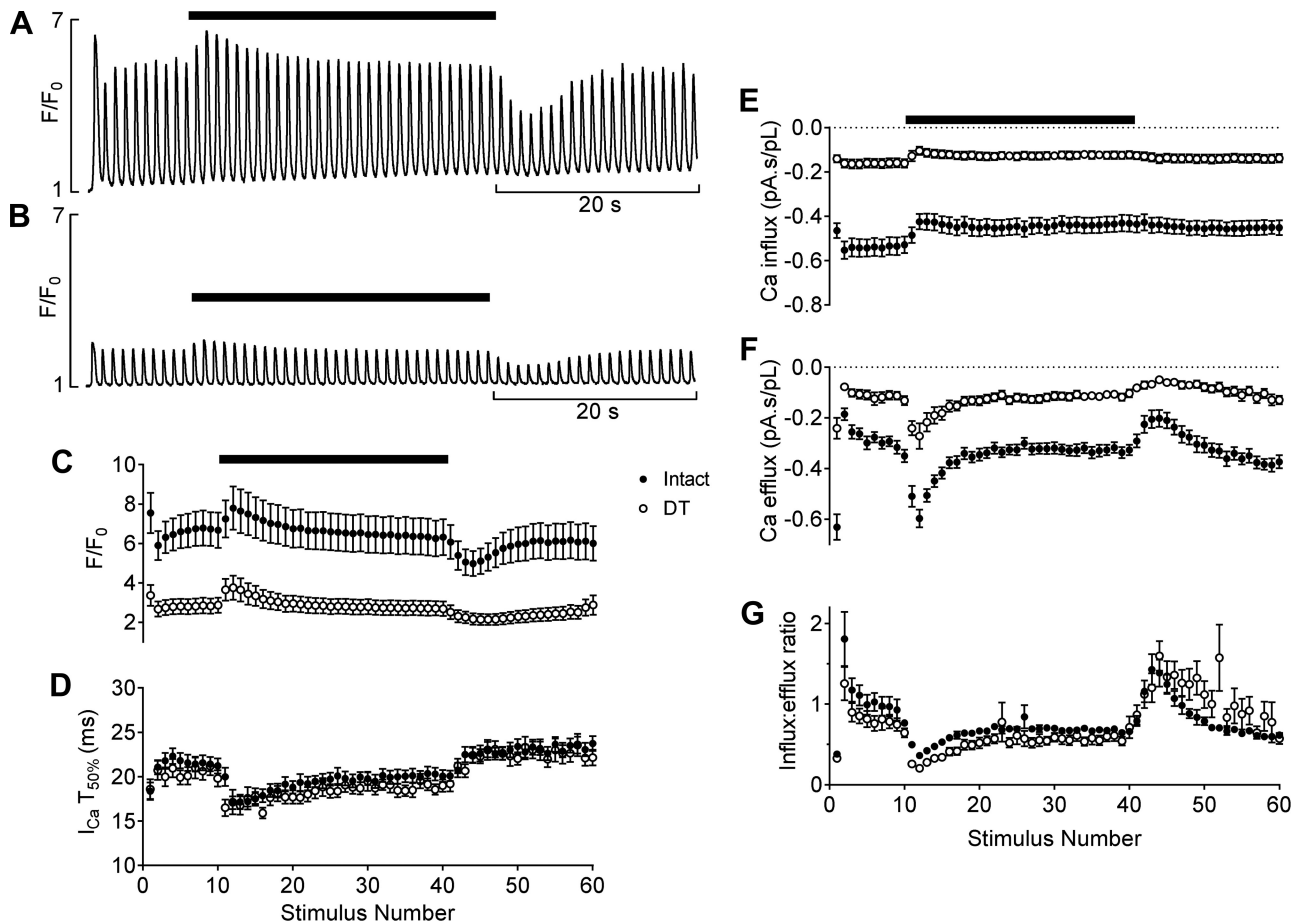 A
7
F/F0
1
20 s
B
7
F/F0
1
20 s
C
10
8
6
4
2
F/F0
Intact
DT
D
30
25
20
15
10
ICa T50% (ms)
0 10 20 30 40 50 60
Stimulus Number
E
0.0
-0.2
-0.4
-0.6
-0.8
Ca influx (pA.s/pL)
F
0.0
-0.2
-0.4
-0.6
Ca efflux (pA.s/pL)
G
2
1
0
Influx:efflux ratio
0 10 20 30 40 50 60
Stimulus Number